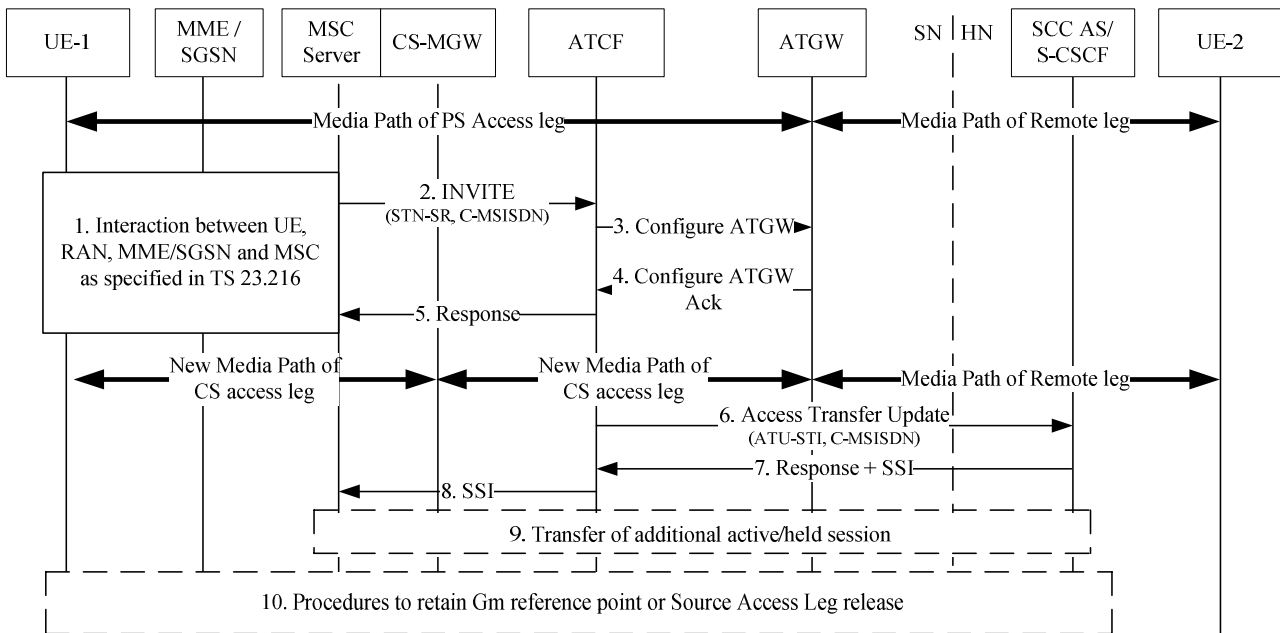 UE-1
MME /
SGSN
MSC
Server
CS-MGW
ATCF
ATGW
SN
HN
SCC AS/
S-CSCF
UE-2
Media Path of PS Access leg
Media Path of Remote leg
1. Interaction between UE,
RAN, MME/SGSN and MSC
as specified in TS 23.216
2. INVITE
(STN-SR, C-MSISDN)
3. Configure ATGW
4. Configure ATGW
Ack
5. Response
New Media Path of
CS access leg
New Media Path of
CS access leg
Media Path of Remote leg
6. Access Transfer Update
(ATU-STI, C-MSISDN)
7. Response + SSI
8. SSI
9. Transfer of additional active/held session
10. Procedures to retain Gm reference point or Source Access Leg release